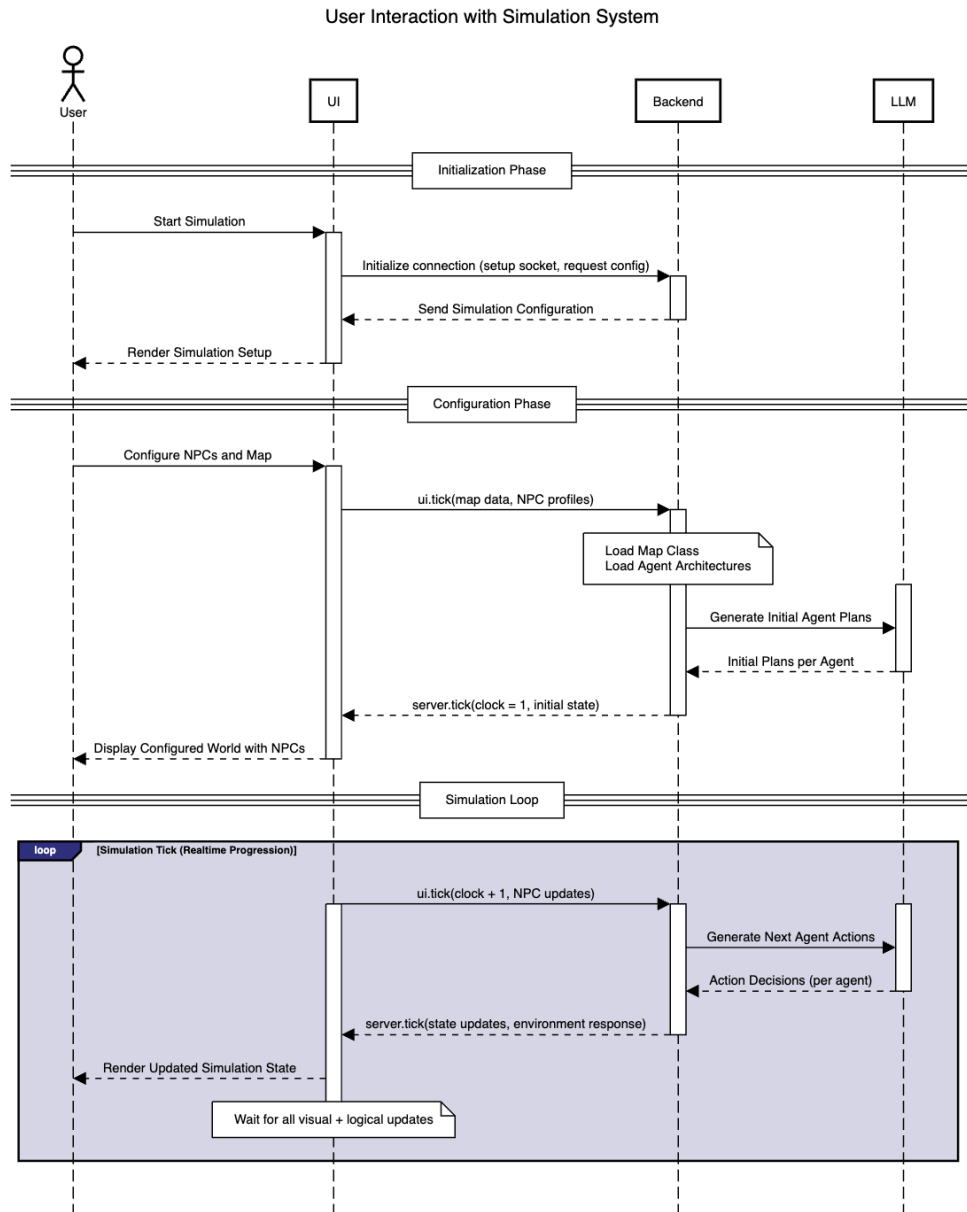 User Interaction with Simulation System
User
UI
Backend
LLM
Initialization Phase
Start Simulation
Initialize connection (setup socket, request config)
Send Simulation Configuration
Render Simulation Setup
Configuration Phase
Configure NPCs and Map
ui.tick(map data, NPC profiles)
Load Map Class
Load Agent Architectures
Generate Initial Agent Plans
Initial Plans per Agent
server.tick(clock = 1, initial state)
Display Configured World with NPCs
Simulation Loop
loop
[Simulation Tick (Realtime Progression)]
ui.tick(clock + 1, NPC updates)
Generate Next Agent Actions
Action Decisions (per agent)
server.tick(state updates, environment response)
Render Updated Simulation State
Wait for all visual + logical updates